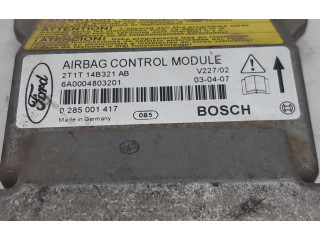 ATTENZIONE!
Ford
AIRBAG CONTROL MODULE
2T1T 14B321 AB V227/02
6A0004803201 03-04-07
0 285 001 417 085 BOSCH
Made in Germany